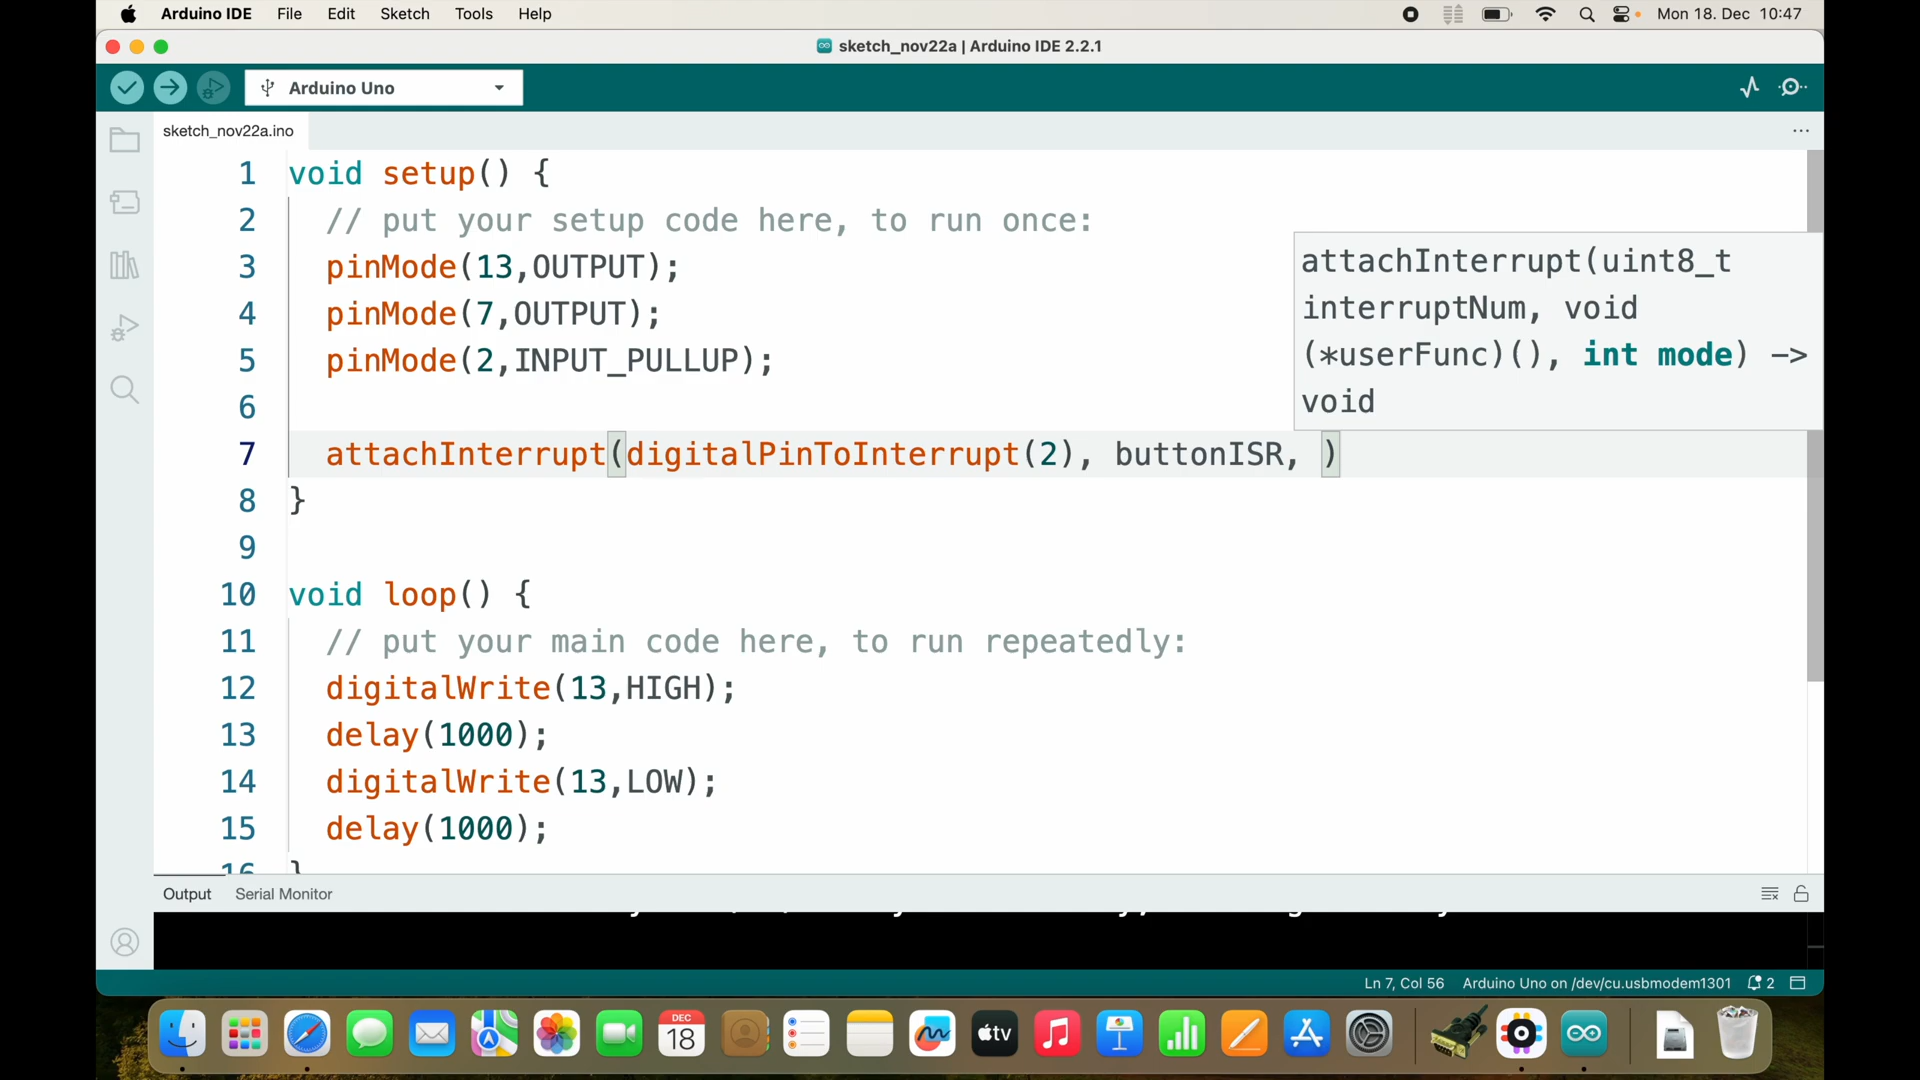 Arduino IDE File Edit Sketch Tools Help Mon 18. Dec 10:47
sketch_nov22a | Arduino IDE 2.2.1
Arduino Uno
sketch_nov22a.ino
1 void setup() {
2 // put your setup code here, to run once:
3 pinMode(13,OUTPUT);
4 pinMode(7,OUTPUT);
5 pinMode(2,INPUT_PULLUP);
6
7 attachInterrupt(digitalPinToInterrupt(2), buttonISR, )
8 }
9
10 void loop() {
11 // put your main code here, to run repeatedly:
12 digitalWrite(13,HIGH);
13 delay(1000);
14 digitalWrite(13,LOW);
15 delay(1000);
16 }
attachInterrupt(uint8_t
interruptNum, void
(*userFunc)(), int mode) ->
void
Output Serial Monitor
Ln 7, Col 56 Arduino Uno on /dev/cu.usbmodem1301 2
DEC
18
tv